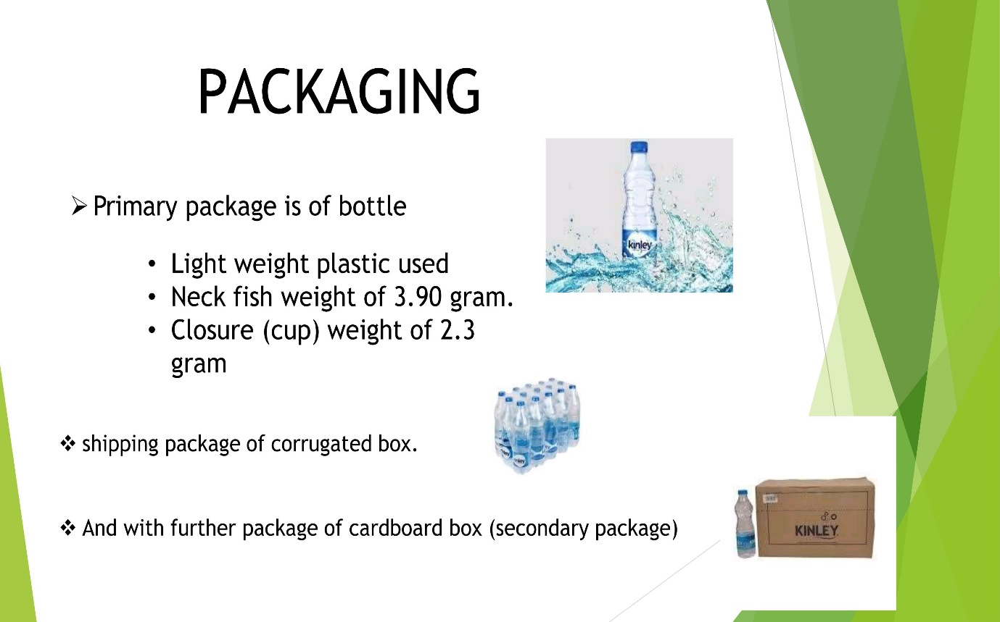 PACKAGING
➢ Primary package is of bottle
• Light weight plastic used
• Neck fish weight of 3.90 gram.
• Closure (cup) weight of 2.3
gram
kinley
❖ shipping package of corrugated box.
kinley
❖ And with further package of cardboard box (secondary package)
KINLEY